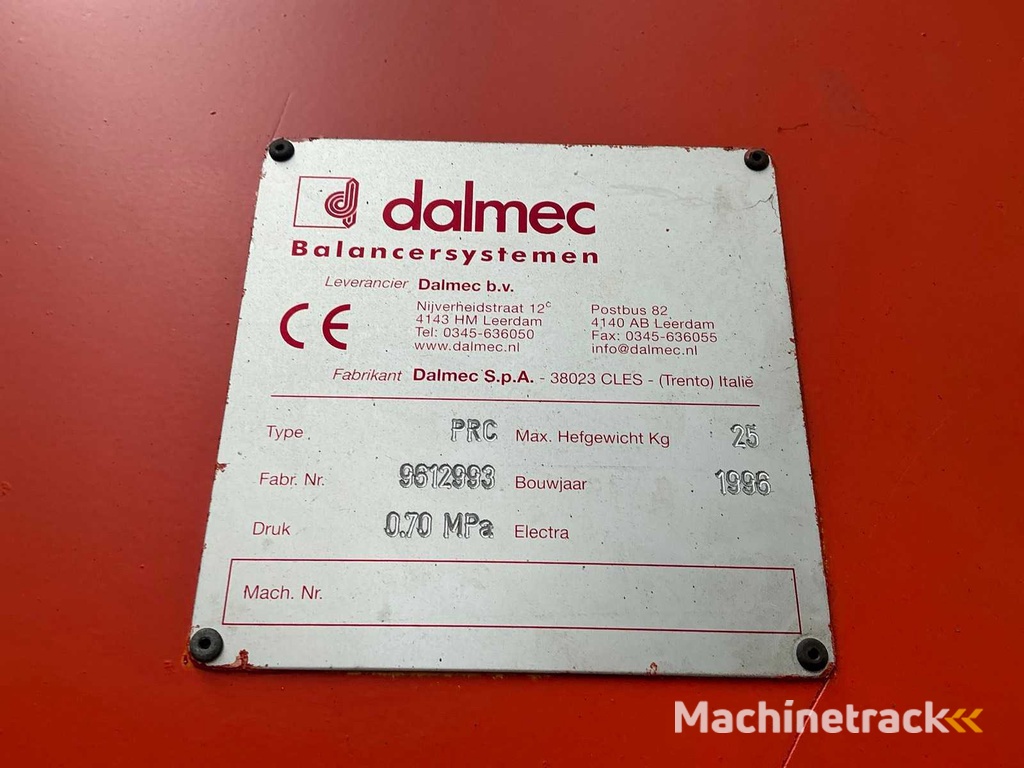 dalmec
Balancersystemen
Leverancier Dalmec b.v.
Nijverheidstraat 12c Postbus 82
4143 HM Leerdam 4140 AB Leerdam
Tel: 0345-636050 Fax: 0345-636055
www.dalmec.nl info@dalmec.nl
CE
Fabrikant Dalmec S.p.A. - 38023 CLES - (Trento) Italië
Type PRC Max. Hefgewicht Kg 25
Fabr. Nr. 9612993 Bouwjaar 1996
Druk 0.70 MPa Electra
Mach. Nr.
Machinetrack